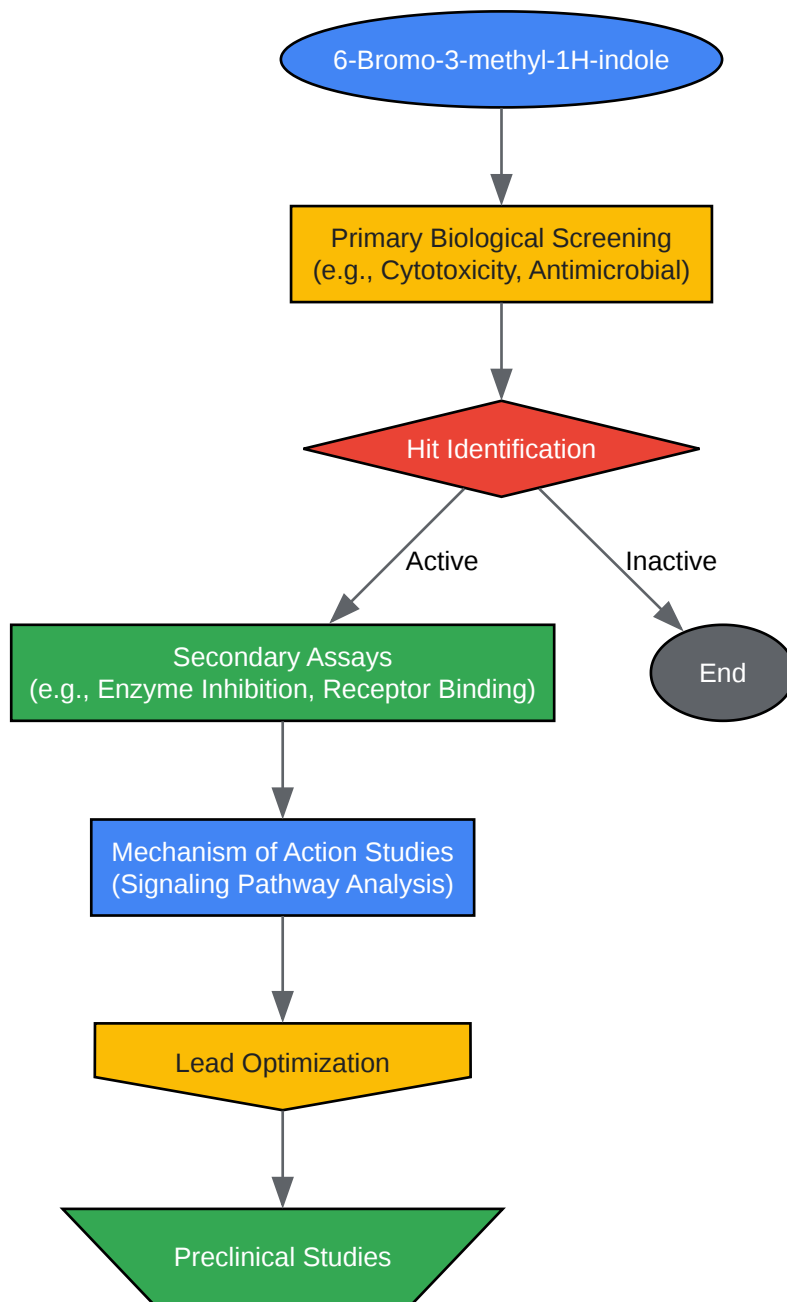 6-Bromo-3-methyl-1H-indole
Primary Biological Screening
(e.g., Cytotoxicity, Antimicrobial)
Hit Identification
Active
Inactive
Secondary Assays
(e.g., Enzyme Inhibition, Receptor Binding)
End
Mechanism of Action Studies
(Signaling Pathway Analysis)
Lead Optimization
Preclinical Studies